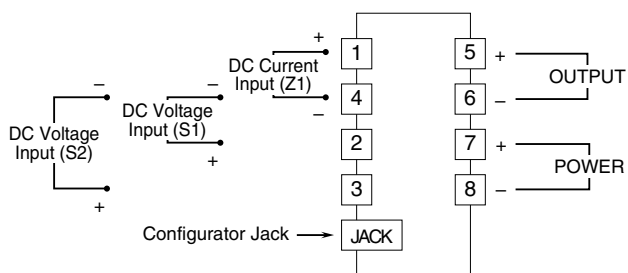 +
DC Current
Input (Z1)
–
–
DC Voltage
Input (S1)
+
–
DC Voltage
Input (S2)
+
1
4
2
3
JACK
Configurator Jack
5
6
7
8
+
OUTPUT
–
+
POWER
–